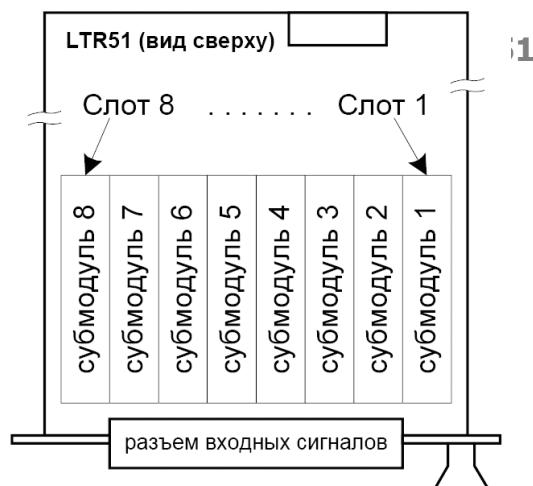 LTR51 (вид сверху)
51
Слот 8 . . . . . . . Слот 1
субмодуль 8
субмодуль 7
субмодуль 6
субмодуль 5
субмодуль 4
субмодуль 3
субмодуль 2
субмодуль 1
разъем входных сигналов